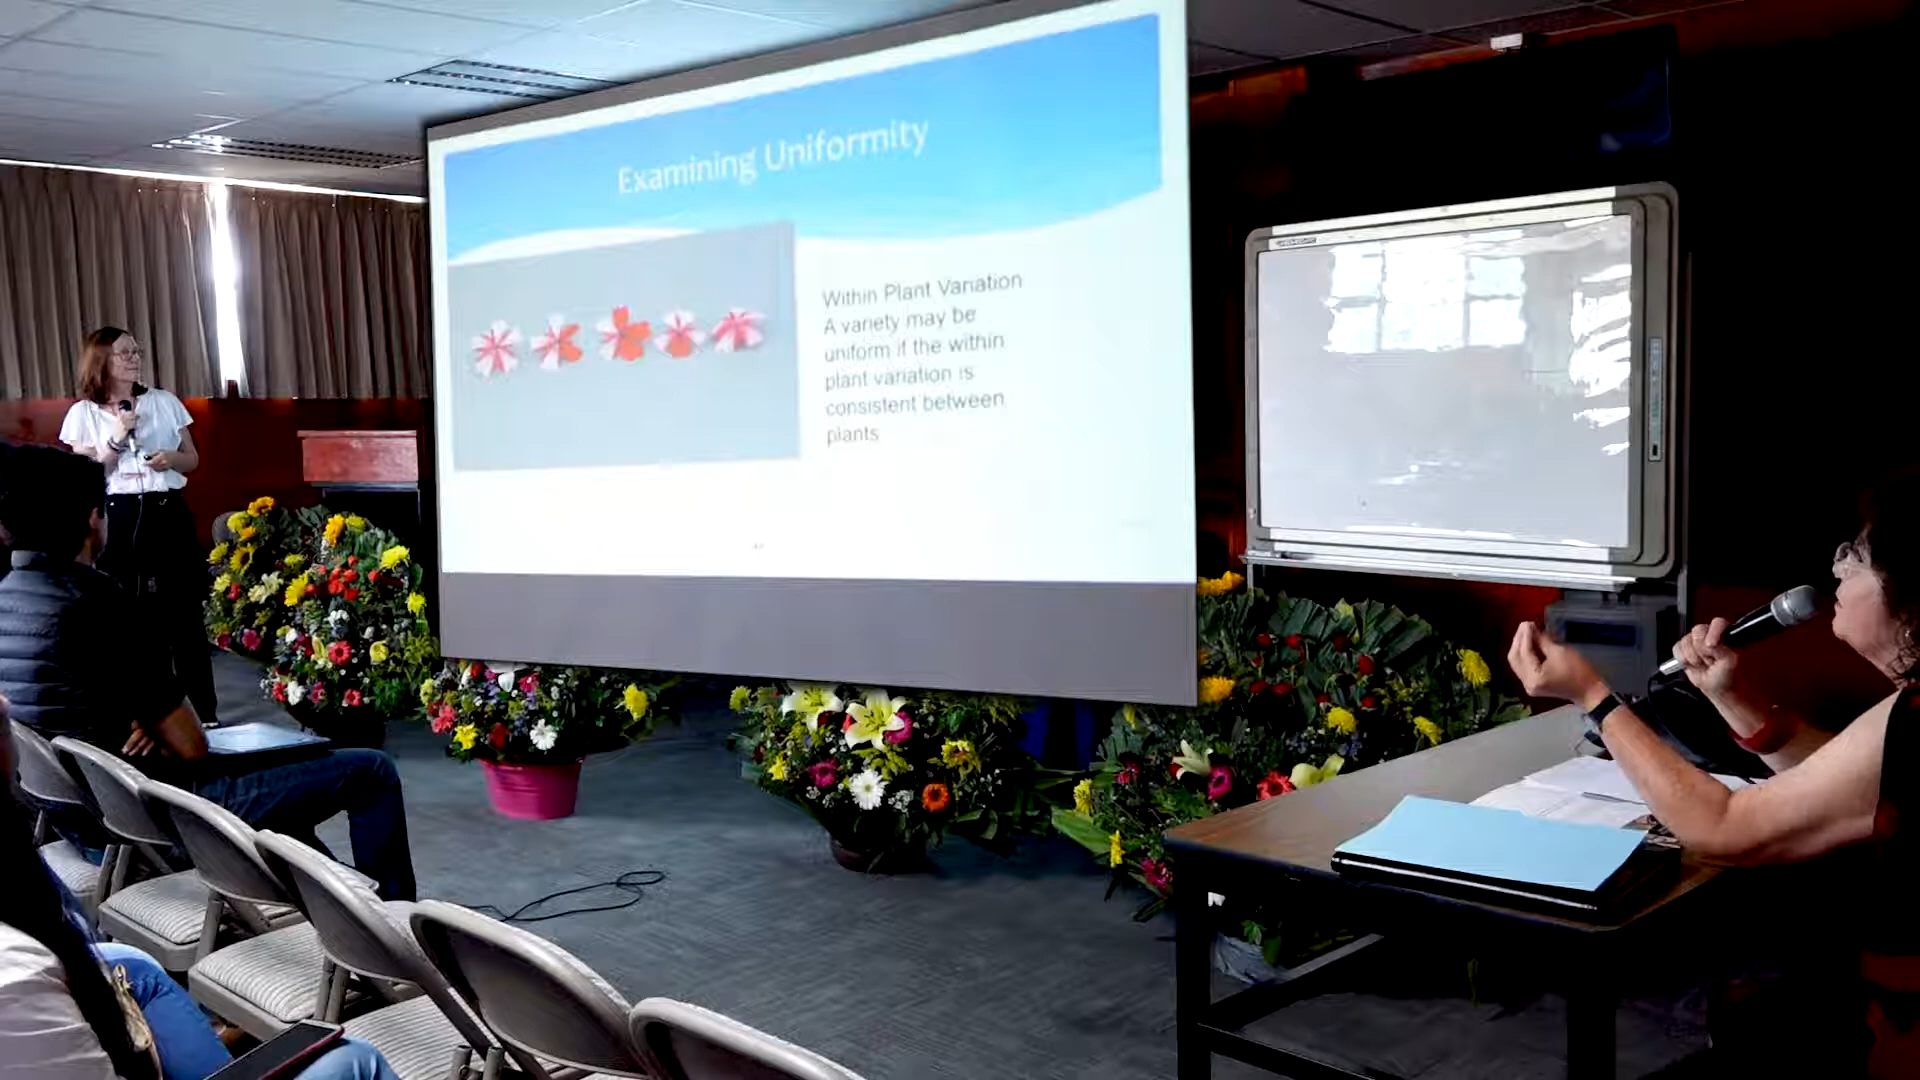 Examining Uniformity
Within Plant Variation
A variety may be
uniform if the within
plant variation is
consistent between
plants